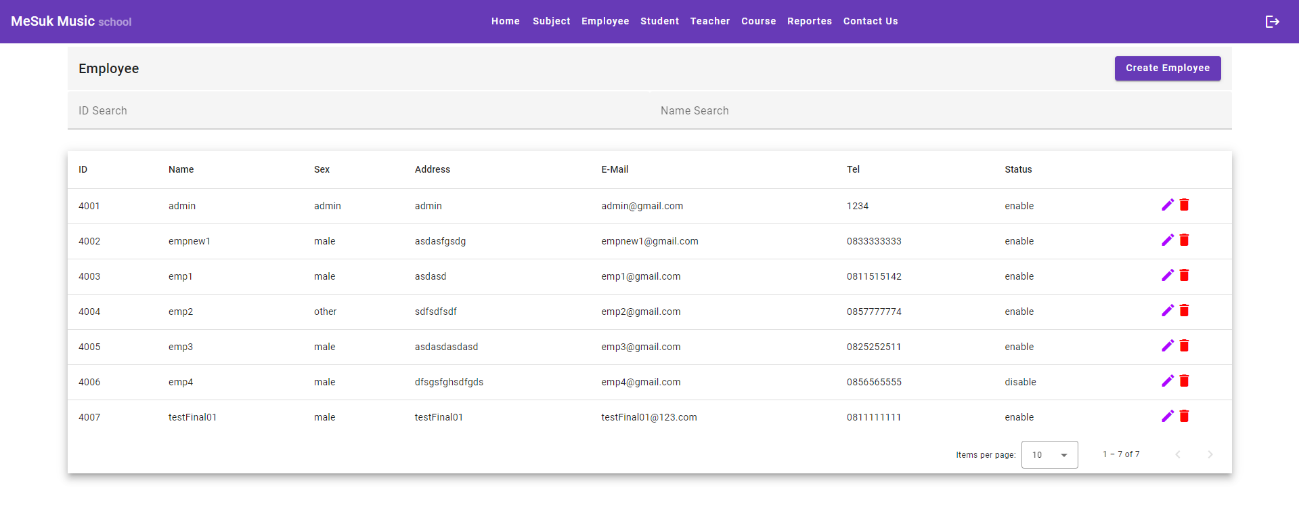 MeSuk Music school Home Subject Employee Student Teacher Course Reportes Contact Us
Employee Create Employee
ID Search Name Search
ID Name Sex Address E-Mail Tel Status
4001 admin admin admin admin@gmail.com 1234 enable
4002 empnew1 male asdasfgsdg empnew1@gmail.com 0833333333 enable
4003 emp1 male asdasd emp1@gmail.com 0811515142 enable
4004 emp2 other sdfsdfsdf emp2@gmail.com 0857777774 enable
4005 emp3 male asdasdasdasd emp3@gmail.com 0825252511 enable
4006 emp4 male dfsgsfghsdfgds emp4@gmail.com 0856565555 disable
4007 testFinal01 male testFinal01 testFinal01@123.com 0811111111 enable
Items per page: 10 1 – 7 of 7